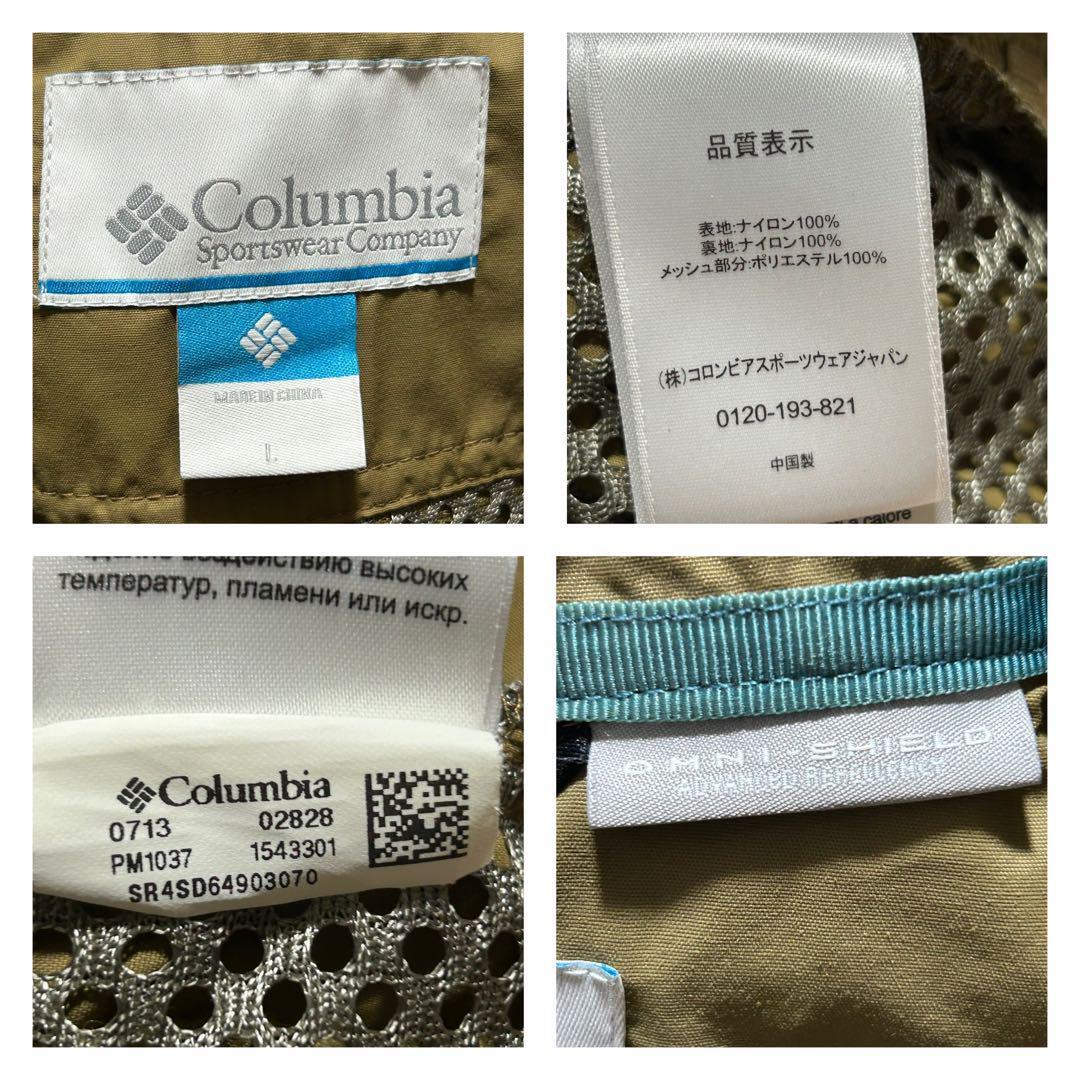 Columbia
Sportswear Company
MADE IN CHINA
L
品質表示
表地:ナイロン100%
裏地:ナイロン100%
メッシュ部分:ポリエステル100%
(株)コロンビアスポーツウェアジャパン
0120-193-821
中国製
a calore
высоких
температур, пламени или искр.
Columbia
0713 02828
PM1037 1543301
SR4SD64903070
OMNI-SHIELD
ADVANCED REPELLENCY